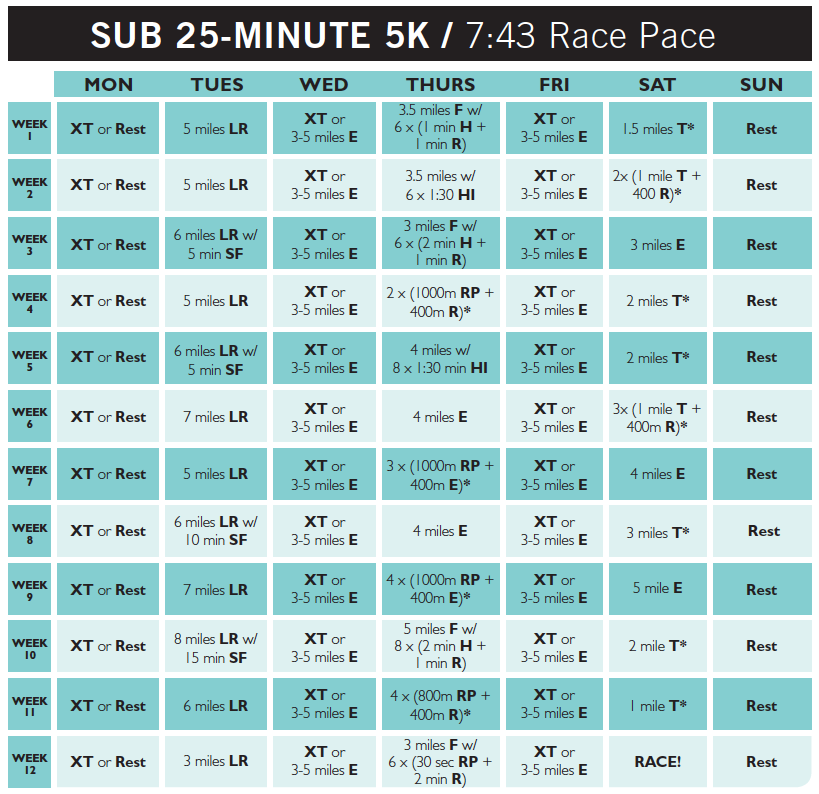 SUB 25-MINUTE 5K / 7:43 Race Pace
MON TUES WED THURS FRI SAT SUN
WEEK
1
XT or Rest
5 miles LR
XT or
3-5 miles E
3.5 miles F w/
6 x (1 min H +
1 min R)
XT or
3-5 miles E
1.5 miles T*
Rest
WEEK
2
XT or Rest
5 miles LR
XT or
3-5 miles E
3.5 miles w/
6 x 1:30 HI
XT or
3-5 miles E
2x (1 mile T +
400 R)*
Rest
WEEK
3
XT or Rest
6 miles LR w/
5 min SF
XT or
3-5 miles E
3 miles F w/
6 x (2 min H +
1 min R)
XT or
3-5 miles E
3 miles E
Rest
WEEK
4
XT or Rest
5 miles LR
XT or
3-5 miles E
2 x (1000m RP +
400m R)*
XT or
3-5 miles E
2 miles T*
Rest
WEEK
5
XT or Rest
6 miles LR w/
5 min SF
XT or
3-5 miles E
4 miles w/
8 x 1:30 min HI
XT or
3-5 miles E
2 miles T*
Rest
WEEK
6
XT or Rest
7 miles LR
XT or
3-5 miles E
4 miles E
XT or
3-5 miles E
3x (1 mile T +
400m R)*
Rest
WEEK
7
XT or Rest
5 miles LR
XT or
3-5 miles E
3 x (1000m RP +
400m E)*
XT or
3-5 miles E
4 miles E
Rest
WEEK
8
XT or Rest
6 miles LR w/
10 min SF
XT or
3-5 miles E
4 miles E
XT or
3-5 miles E
3 miles T*
Rest
WEEK
9
XT or Rest
7 miles LR
XT or
3-5 miles E
4 x (1000m RP +
400m E)*
XT or
3-5 miles E
5 mile E
Rest
WEEK
10
XT or Rest
8 miles LR w/
15 min SF
XT or
3-5 miles E
5 miles F w/
8 x (2 min H +
1 min R)
XT or
3-5 miles E
2 mile T*
Rest
WEEK
11
XT or Rest
6 miles LR
XT or
3-5 miles E
4 x (800m RP +
400m R)*
XT or
3-5 miles E
1 mile T*
Rest
WEEK
12
XT or Rest
3 miles LR
XT or
3-5 miles E
3 miles F w/
6 x (30 sec RP +
2 min R)
XT or
3-5 miles E
RACE!
Rest